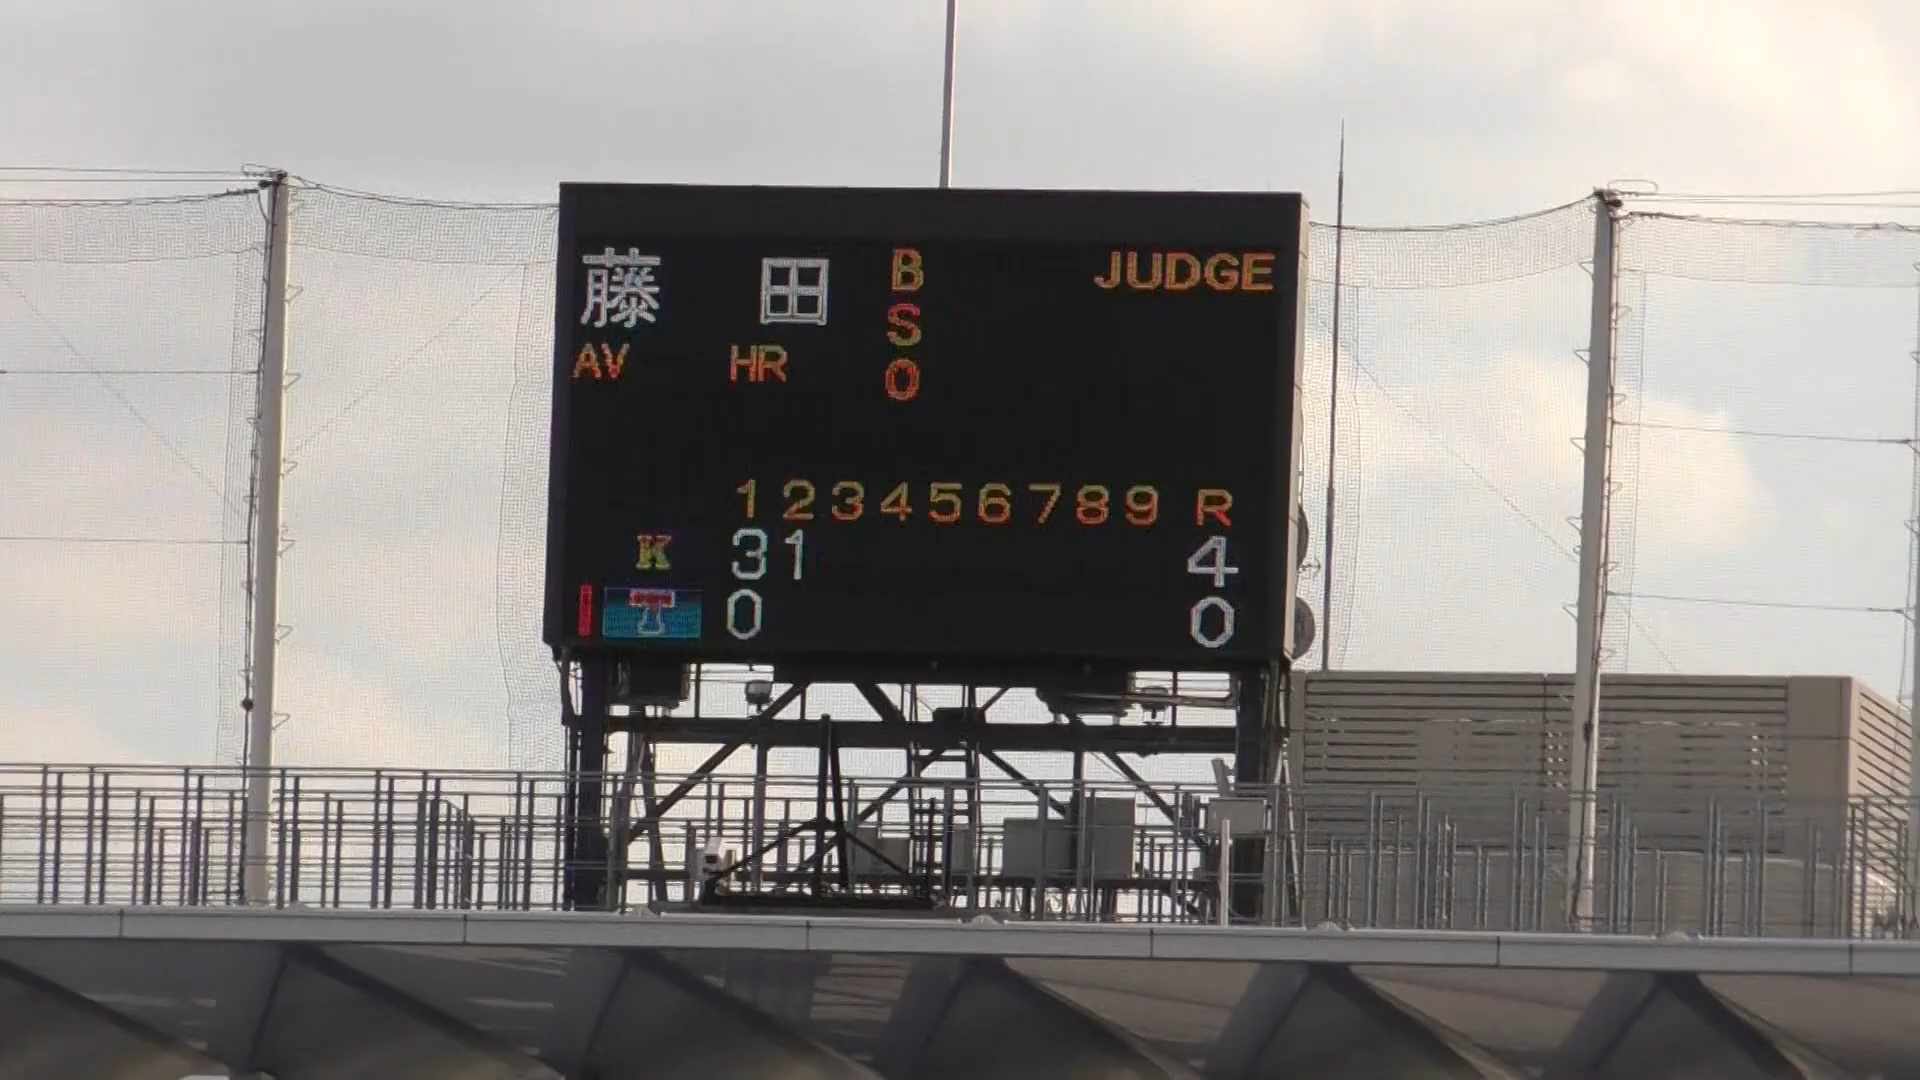 藤 田 B JUDGE
S
AV HR O
1 2 3 4 5 6 7 8 9 R
K 3 1 4
T 0 0